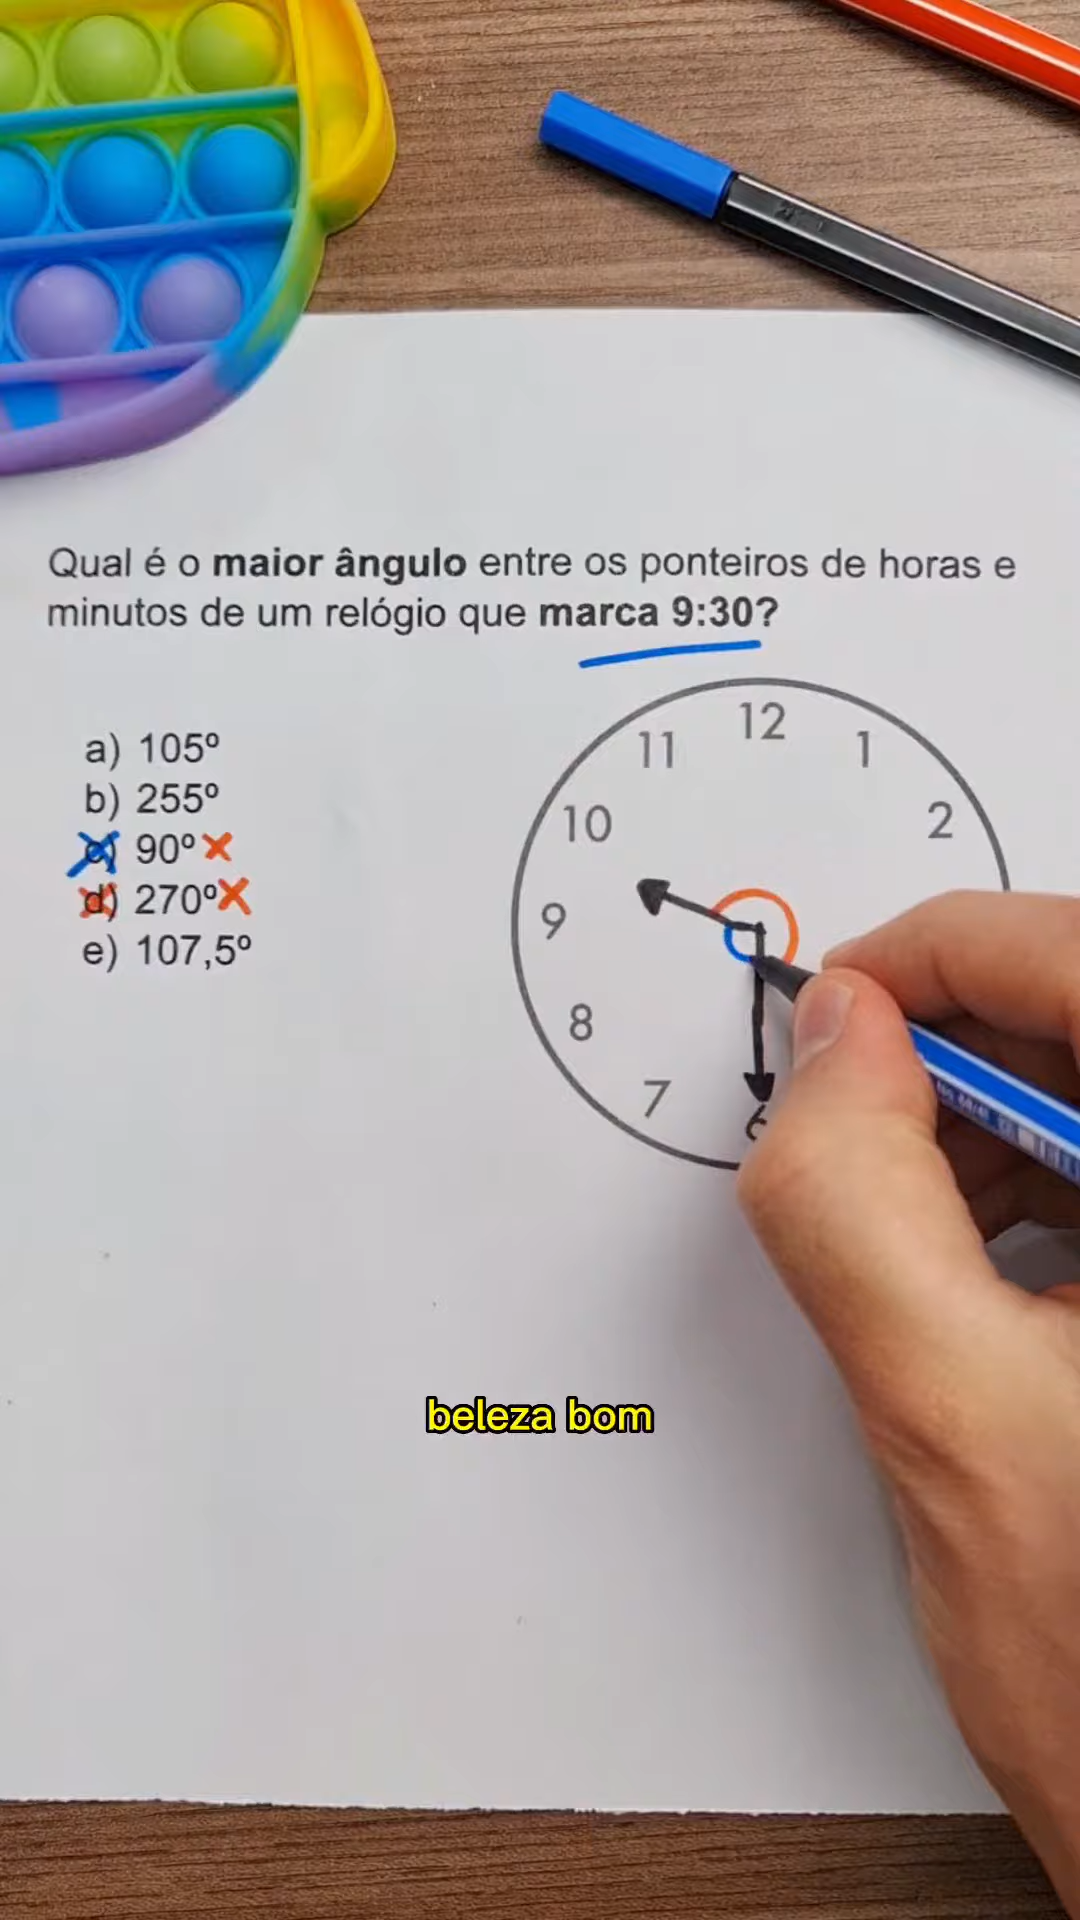 Qual é o maior ângulo entre os ponteiros de horas e
minutos de um relógio que marca 9:30?
a) 105º
b) 255º
c) 90º
d) 270º
e) 107,5º
12
11
1
10
2
9
8
7
6
beleza bom